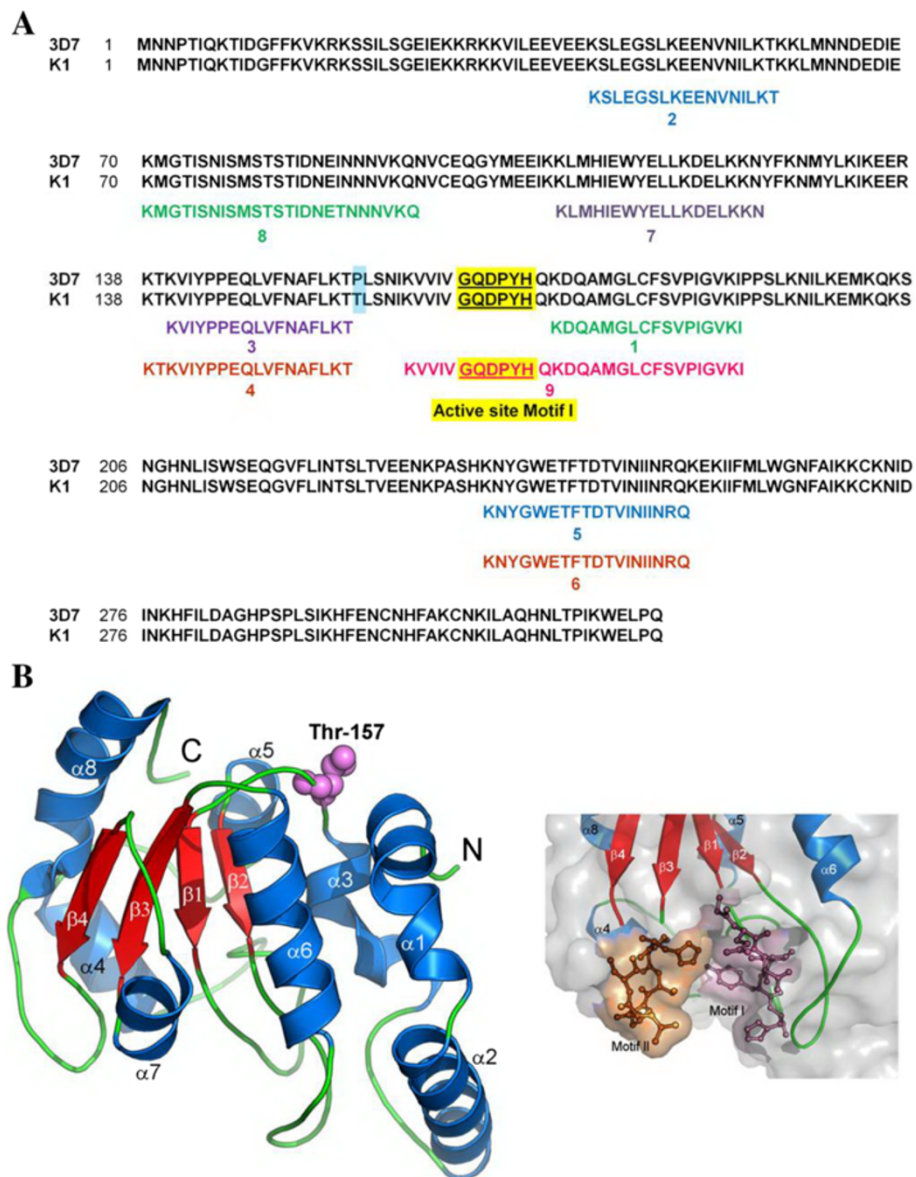 A
3D7 1 MNNPTIQKTIDGFFKVKRKSSILSGEIEKKRKKVILEEVEEKSLEGSLKEENVNILKTKKLMNNDEDIE
K1 1 MNNPTIQKTIDGFFKVKRKSSILSGEIEKKRKKVILEEVEEKSLEGSLKEENVNILKTKKLMNNDEDIE
KSLEGSLKEENVNILKT
2
3D7 70 KMGTISNISMSTSTIDNEINNNVKQNVCEQGYMEEIKKLMHIEWYELLKDELKKNYFKNMYLKIKEER
K1 70 KMGTISNISMSTSTIDNEINNNVKQNVCEQGYMEEIKKLMHIEWYELLKDELKKNYFKNMYLKIKEER
KMGTISNISMSTSTIDNETNNNVKQ KLMHIEWYELLKDELKKN
8 7
3D7 138 KTKVIYPPEQLVFNAFLKTPLSNIKVVIV GQDPYH QKDQAMGLCFSVPIGVKIPPSLKNILKEMKQKS
K1 138 KTKVIYPPEQLVFNAFLKTTLSNIKVVIV GQDPYH QKDQAMGLCFSVPIGVKIPPSLKNILKEMKQKS
KVIYPPEQLVFNAFLKT KDQAMGLCFSVPIGVKI
3 1
KTKVIYPPEQLVFNAFLKT KVVIV GQDPYH QKDQAMGLCFSVPIGVKI
4 9
Active site Motif I
3D7 206 NGHNLISWSEQGVFLINTSLTVEENKPASHKNYGWETFTDTVINIINRQKEKIIFMLWGNFAIKKCKNID
K1 206 NGHNLISWSEQGVFLINTSLTVEENKPASHKNYGWETFTDTVINIINRQKEKIIFMLWGNFAIKKCKNID
KNYGWETFTDTVINIINRQ
5
KNYGWETFTDTVINIINRQ
6
3D7 276 INKHFILDAGHPSPLSIKHFENCNHFAKCNKILAQHNLTPIKWELPQ
K1 276 INKHFILDAGHPSPLSIKHFENCNHFAKCNKILAQHNLTPIKWELPQ
B
Thr-157
C
α5
α8
N
β1
β2
α3
β4
β3
α4
α6
α1
α7
α2
α8
β4
β3
β1
α5
β2
α6
α4
Motif I
Motif II